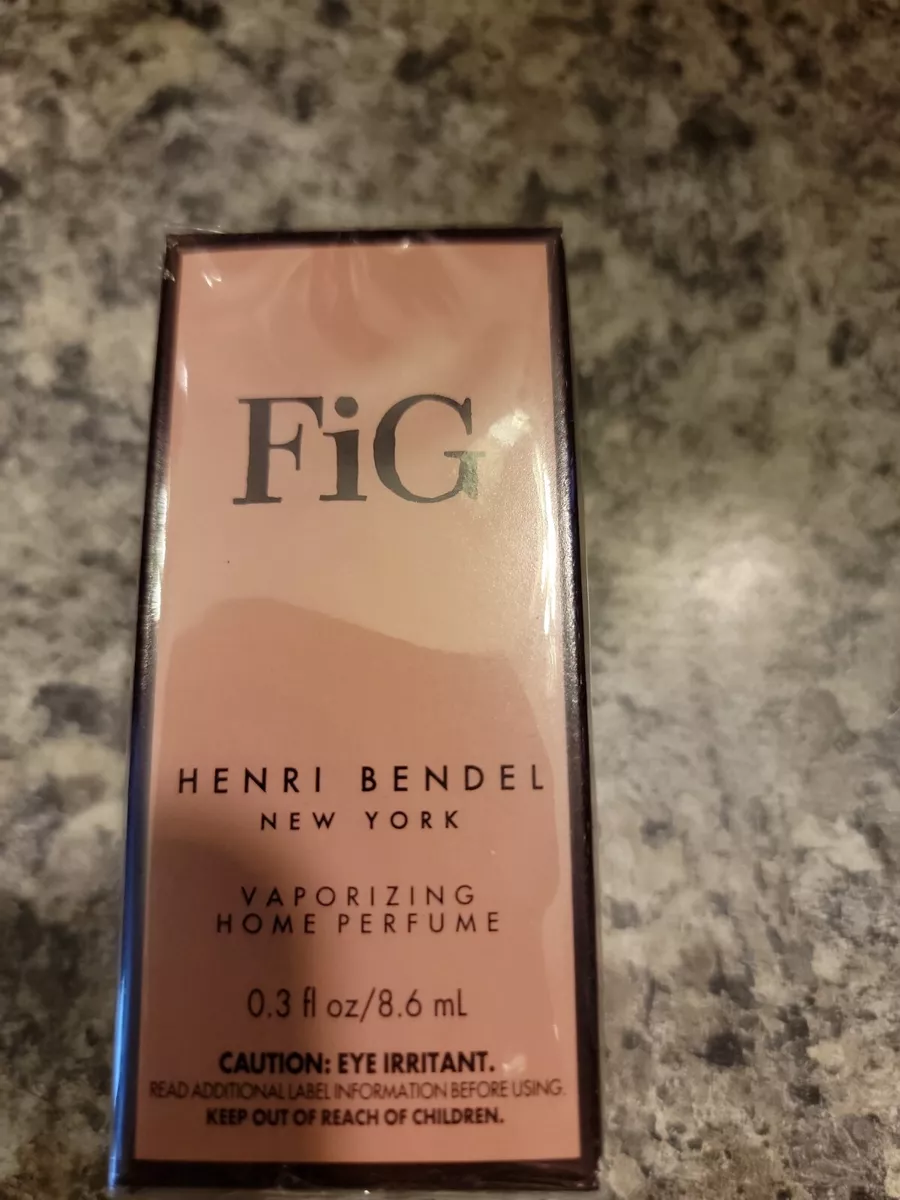 FiG
HENRI BENDEL
NEW YORK
VAPORIZING
HOME PERFUME
0.3 fl oz/8.6 mL
CAUTION: EYE IRRITANT.
READ ADDITIONAL LABEL INFORMATION BEFORE USING.
KEEP OUT OF REACH OF CHILDREN.